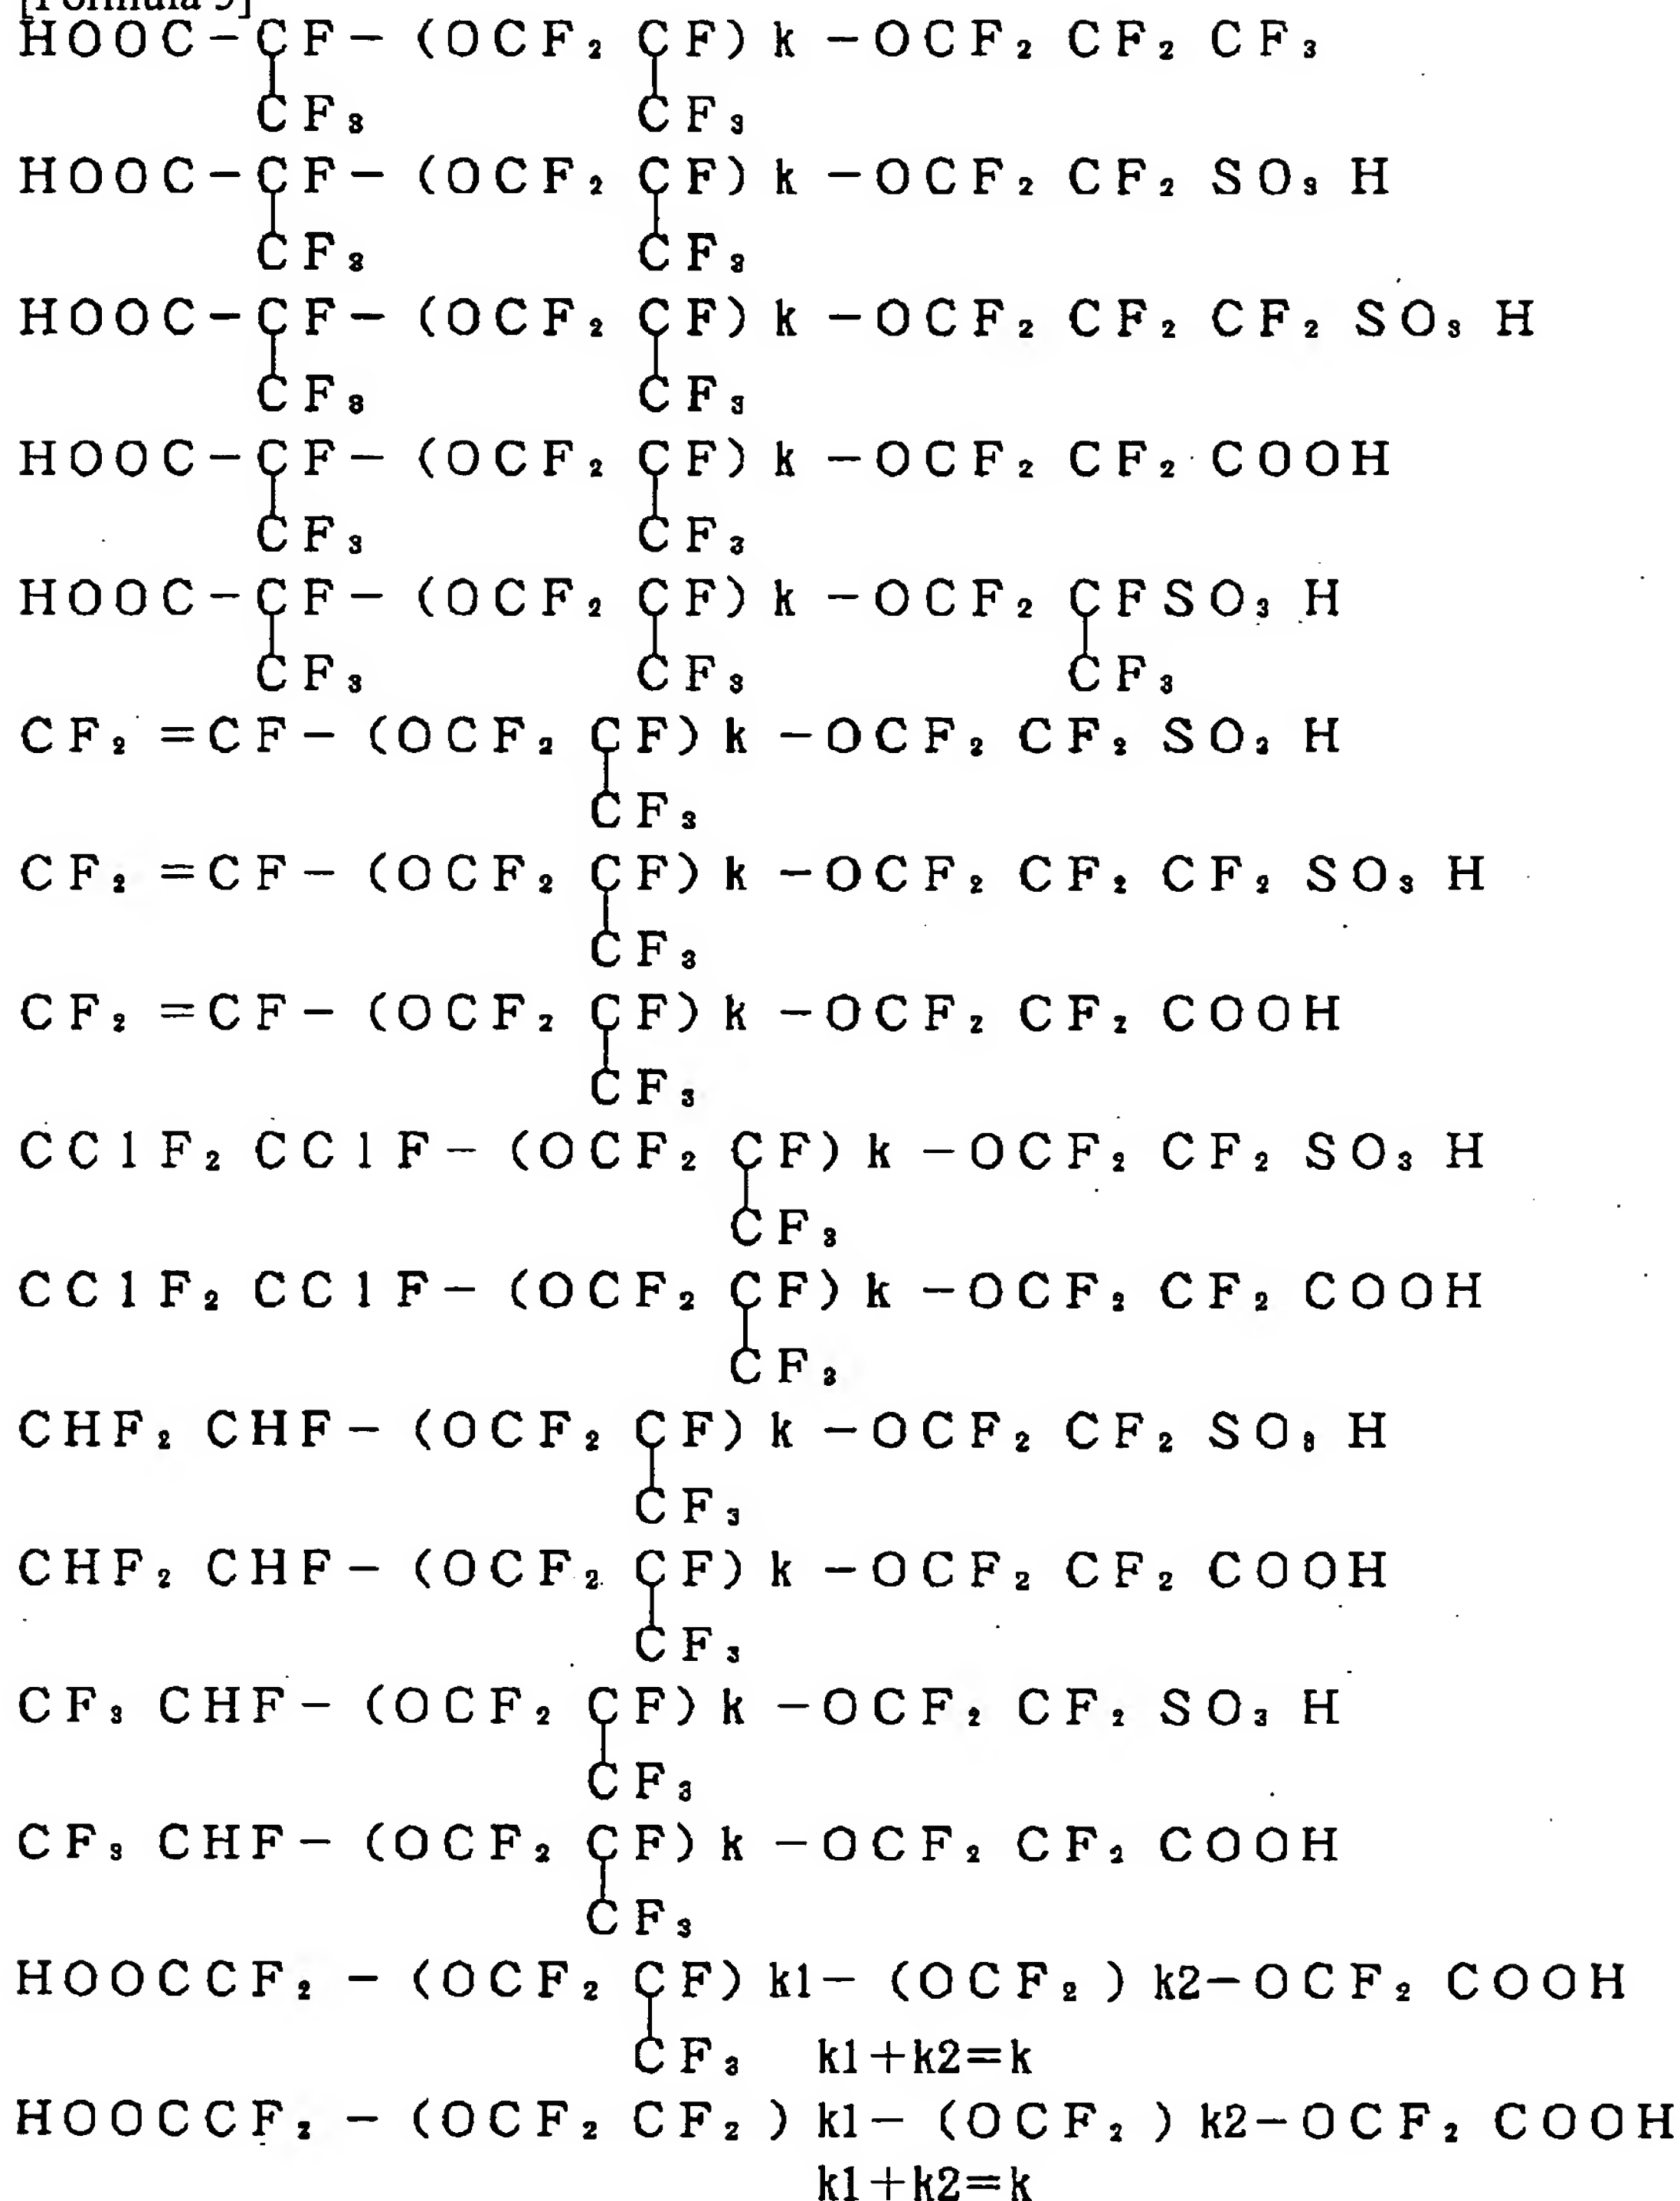 [Formula 9]
HOOC-CF-(OCF₂CF)k-OCF₂CF₂CF₃
CF₃ CF₃
HOOC-CF-(OCF₂CF)k-OCF₂CF₂SO₃H
CF₃ CF₃
HOOC-CF-(OCF₂CF)k-OCF₂CF₂CF₂SO₃H
CF₃ CF₃
HOOC-CF-(OCF₂CF)k-OCF₂CF₂COOH
CF₃ CF₃
HOOC-CF-(OCF₂CF)k-OCF₂CFSO₃H
CF₃ CF₃ CF₃
CF₂=CF-(OCF₂CF)k-OCF₂CF₂SO₃H
CF₃
CF₂=CF-(OCF₂CF)k-OCF₂CF₂CF₂SO₃H
CF₃
CF₂=CF-(OCF₂CF)k-OCF₂CF₂COOH
CF₃
CClF₂CClF-(OCF₂CF)k-OCF₂CF₂SO₃H
CF₃
CClF₂CClF-(OCF₂CF)k-OCF₂CF₂COOH
CF₃
CHF₂CHF-(OCF₂CF)k-OCF₂CF₂SO₃H
CF₃
CHF₂CHF-(OCF₂CF)k-OCF₂CF₂COOH
CF₃
CF₃CHF-(OCF₂CF)k-OCF₂CF₂SO₃H
CF₃
CF₃CHF-(OCF₂CF)k-OCF₂CF₂COOH
CF₃
HOOCCF₂-(OCF₂CF)k1-(OCF₂)k2-OCF₂COOH
CF₃ k1+k2=k
HOOCCF₂-(OCF₂CF₂)k1-(OCF₂)k2-OCF₂COOH
k1+k2=k